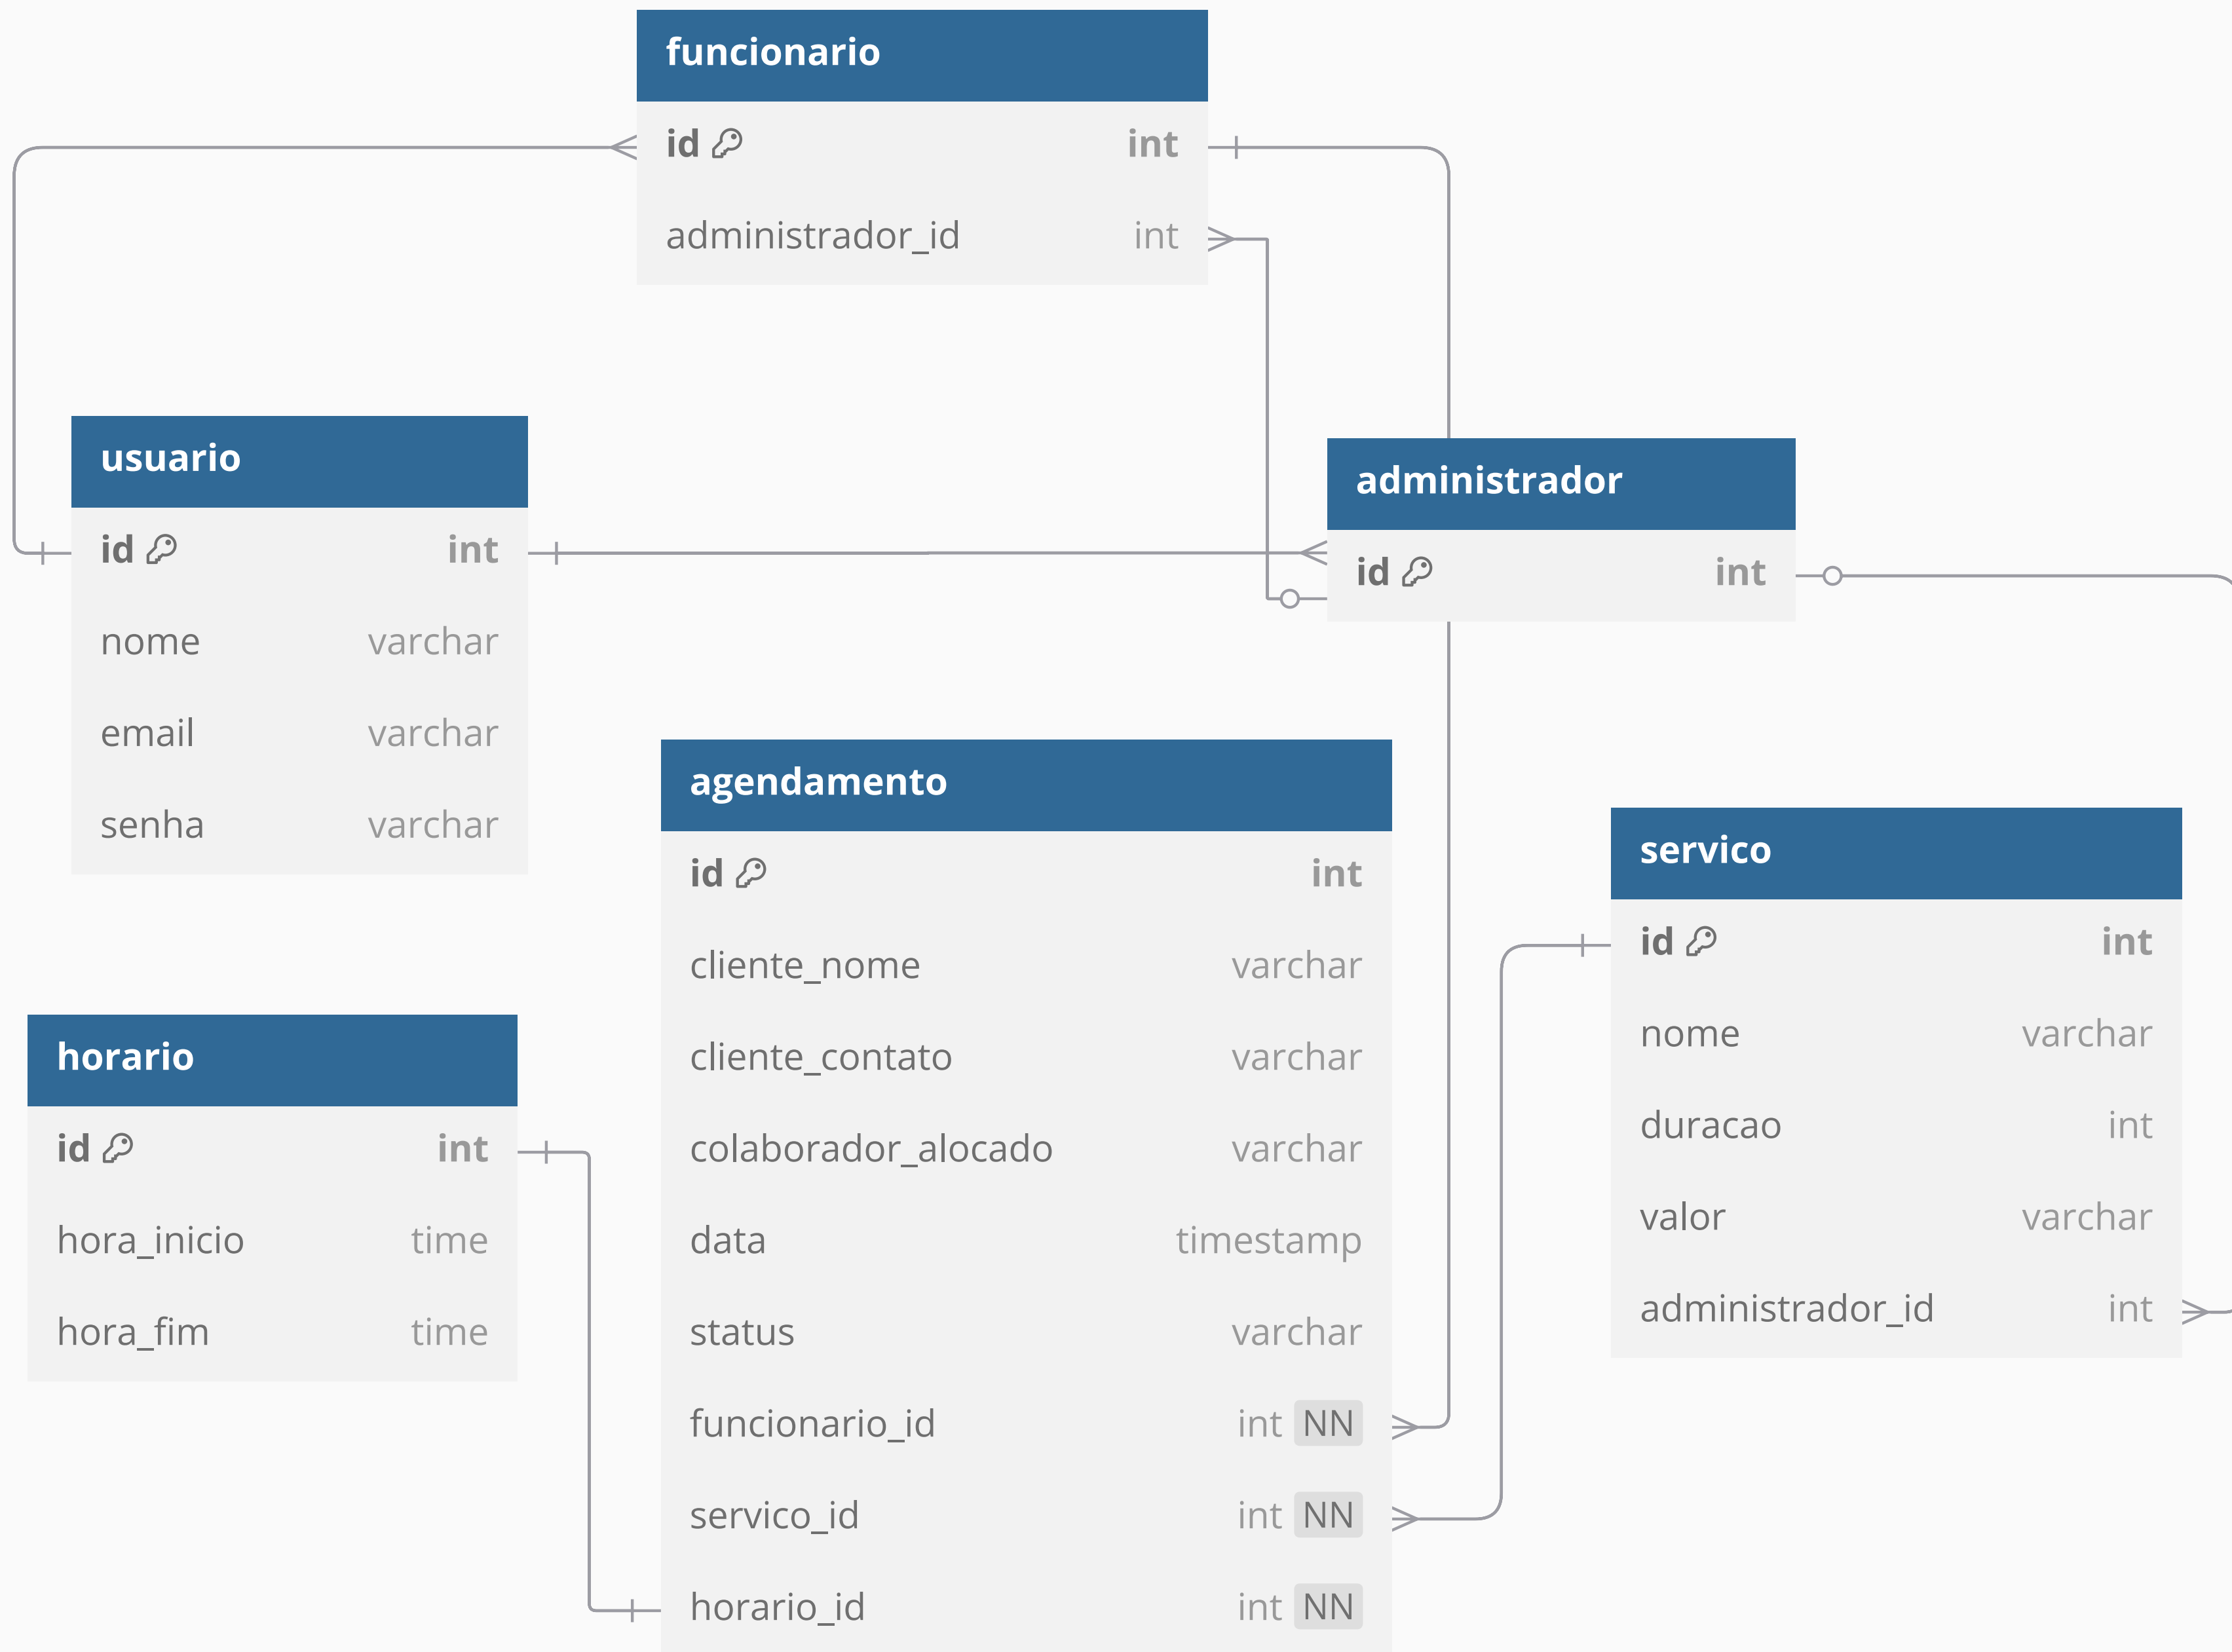 funcionario
id int
administrador_id int
usuario
id int
nome varchar
email varchar
senha varchar
administrador
id int
agendamento
id int
cliente_nome varchar
cliente_contato varchar
colaborador_alocado varchar
data timestamp
status varchar
funcionario_id int NN
servico_id int NN
horario_id int NN
servico
id int
nome varchar
duracao int
valor varchar
administrador_id int
horario
id int
hora_inicio time
hora_fim time